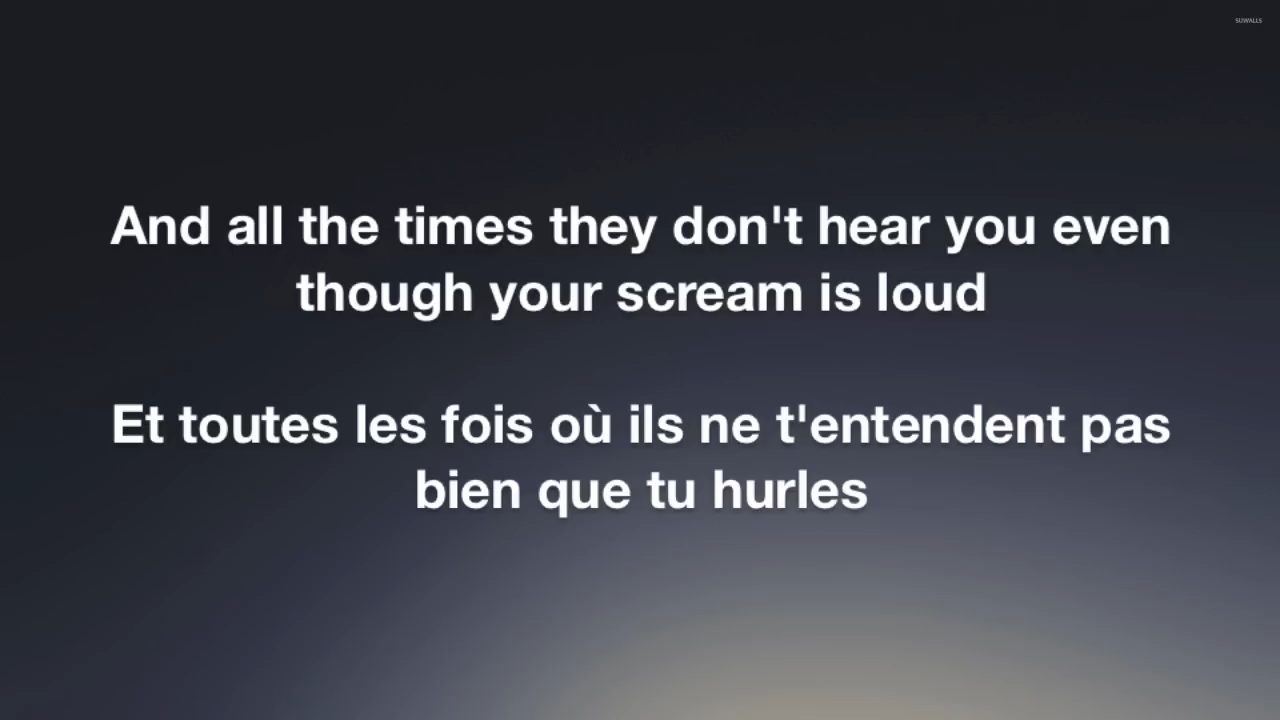 SUWALLS
And all the times they don't hear you even
though your scream is loud
Et toutes les fois où ils ne t'entendent pas
bien que tu hurles